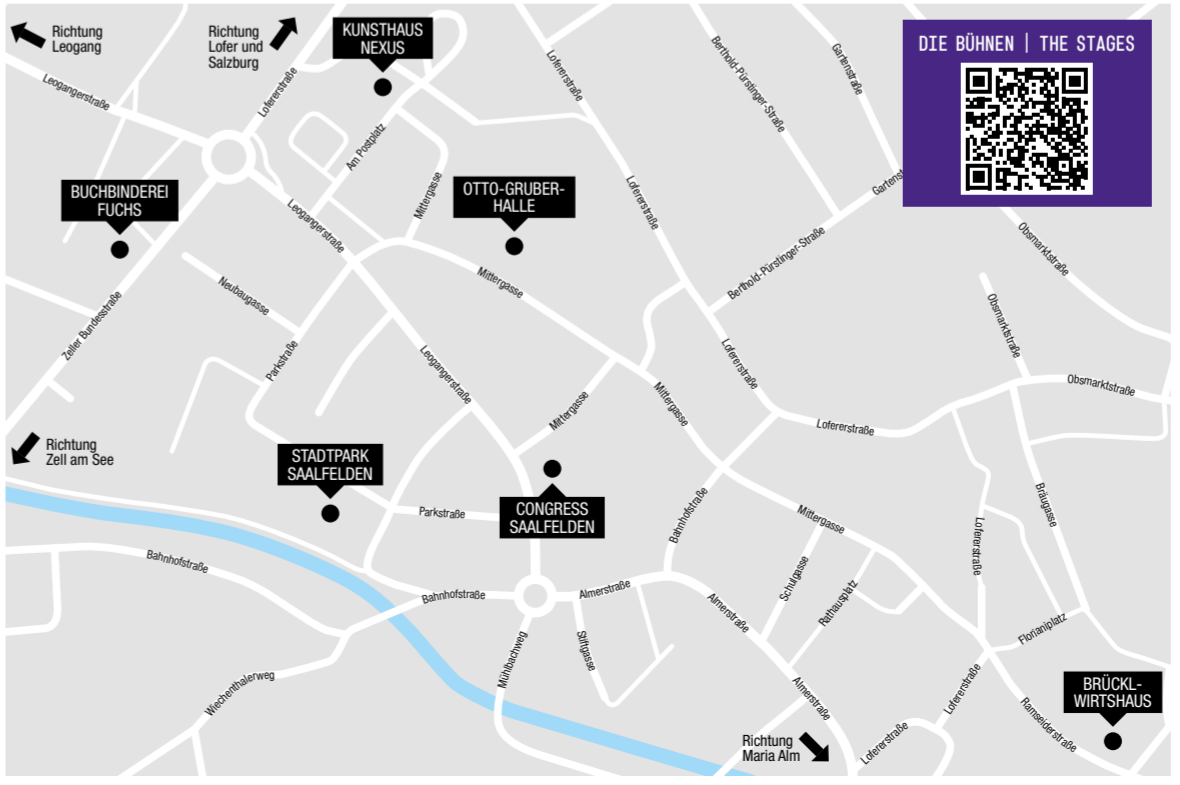 Richtung
Leogang
Richtung
Lofer und
Salzburg
KUNSTHAUS
NEXUS
DIE BÜHNEN | THE STAGES
Leogangerstraße
Lofererstraße
Am Postplatz
Lofererstraße
Berthold-Pürstinger-Straße
Gartenstraße
BUCHBINDEREI
FUCHS
Leogangerstraße
Mittergasse
OTTO-GRUBER-
HALLE
Lofererstraße
Gartenst
Berthold-Pürstinger-Straße
Obsmarktstraße
Zeller Bundesstraße
Neubaugasse
Mittergasse
Obsmarktstraße
Parkstraße
Leogangerstraße
Mittergasse
Mittergasse
Lofererstraße
Lofererstraße
Obsmarktstraße
Richtung
Zell am See
STADTPARK
SAALFELDEN
Parkstraße
CONGRESS
SAALFELDEN
Bahnhofstraße
Mittergasse
Lofererstraße
Bräugasse
Bahnhofstraße
Bahnhofstraße
Almerstraße
Almerstraße
Schulgasse
Rathausplatz
Florianiplatz
Wiechenthalerweg
Mühlbachweg
Stiftgasse
Almerstraße
Lofererstraße
Lofererstraße
Ramseiderstraße
BRÜCKL-
WIRTSHAUS
Richtung
Maria Alm